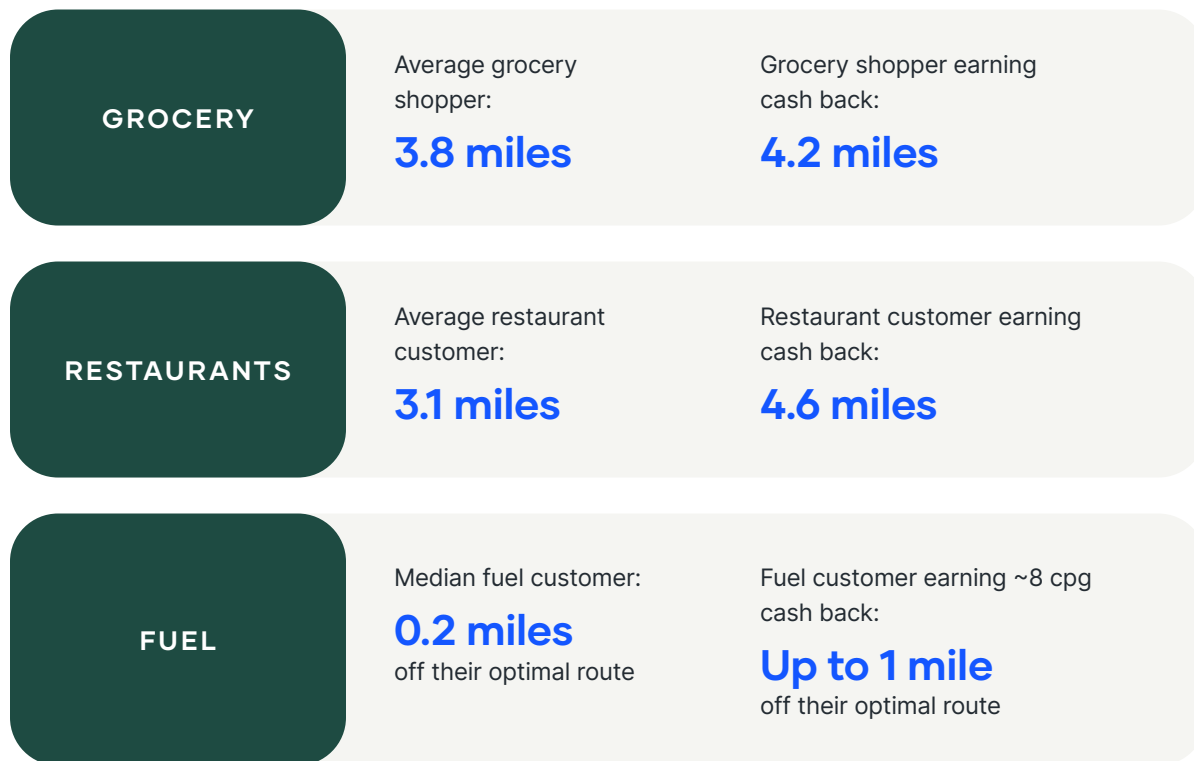 GROCERY
Average grocery
shopper:
3.8 miles
Grocery shopper earning
cash back:
4.2 miles
RESTAURANTS
Average restaurant
customer:
3.1 miles
Restaurant customer earning
cash back:
4.6 miles
FUEL
Median fuel customer:
0.2 miles
off their optimal route
Fuel customer earning ~8 cpg
cash back:
Up to 1 mile
off their optimal route